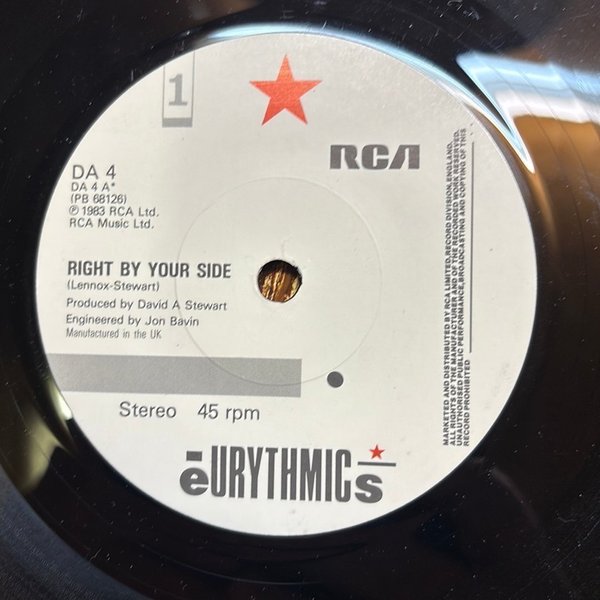 1
RCA
DA 4
DA 4 A*
(PB 68126)
℗ 1983 RCA Ltd.
RCA Music Ltd.
RIGHT BY YOUR SIDE
(Lennox-Stewart)
Produced by David A Stewart
Engineered by Jon Bavin
Manufactured in the UK
Stereo 45 rpm
eURYTHMICs
MARKETED AND DISTRIBUTED BY RCA LIMITED, RECORD DIVISION, ENGLAND.
ALL RIGHTS OF THE MANUFACTURER AND OF THE RECORDED WORK RESERVED.
UNAUTHORISED PUBLIC PERFORMANCE, BROADCASTING AND COPYING OF THIS
RECORD PROHIBITED